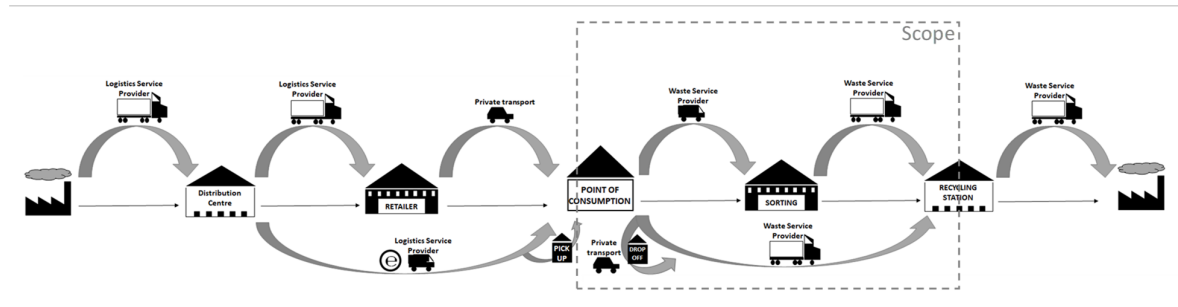 Scope
Logistics Service
Provider
Logistics Service
Provider
Private transport
Waste Service
Provider
Waste Service
Provider
Waste Service
Provider
Distribution
Centre
RETAILER
POINT OF
CONSUMPTION
SORTING
RECYCLING
STATION
Logistics Service
Provider
e
PICK
UP
Private
transport
DROP
OFF
Waste Service
Provider